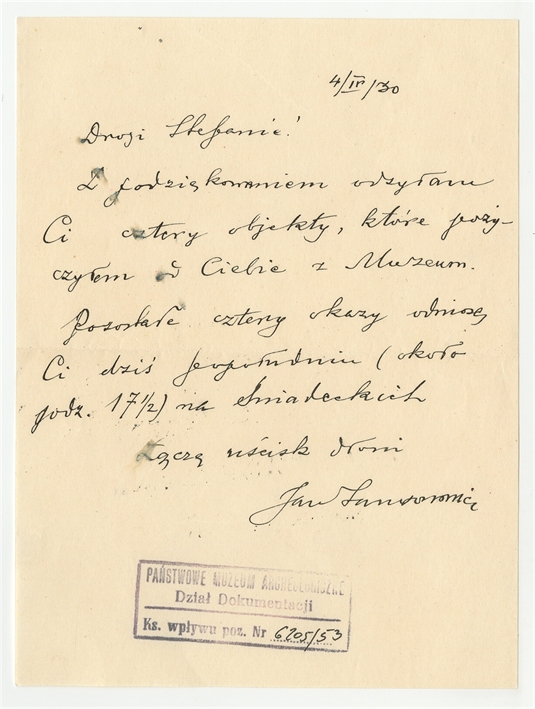 4/IV/30
Drogi Stefanie!
Z podziękowaniem odsyłam
Ci cztery objekty, które poży-
czyłem od Ciebie z Muzeum.
Pozostałe cztery okazy odniosę
Ci dziś popołudniu (około
godz. 17 1/2) na Śniadeckich
Łączę uścisk dłoni
Jan Samsonowicz
PAŃSTWOWE MUZEUM ARCHEOLOGICZNE
Dział Dokumentacji
Ks. wpływu poz. Nr 6205/53